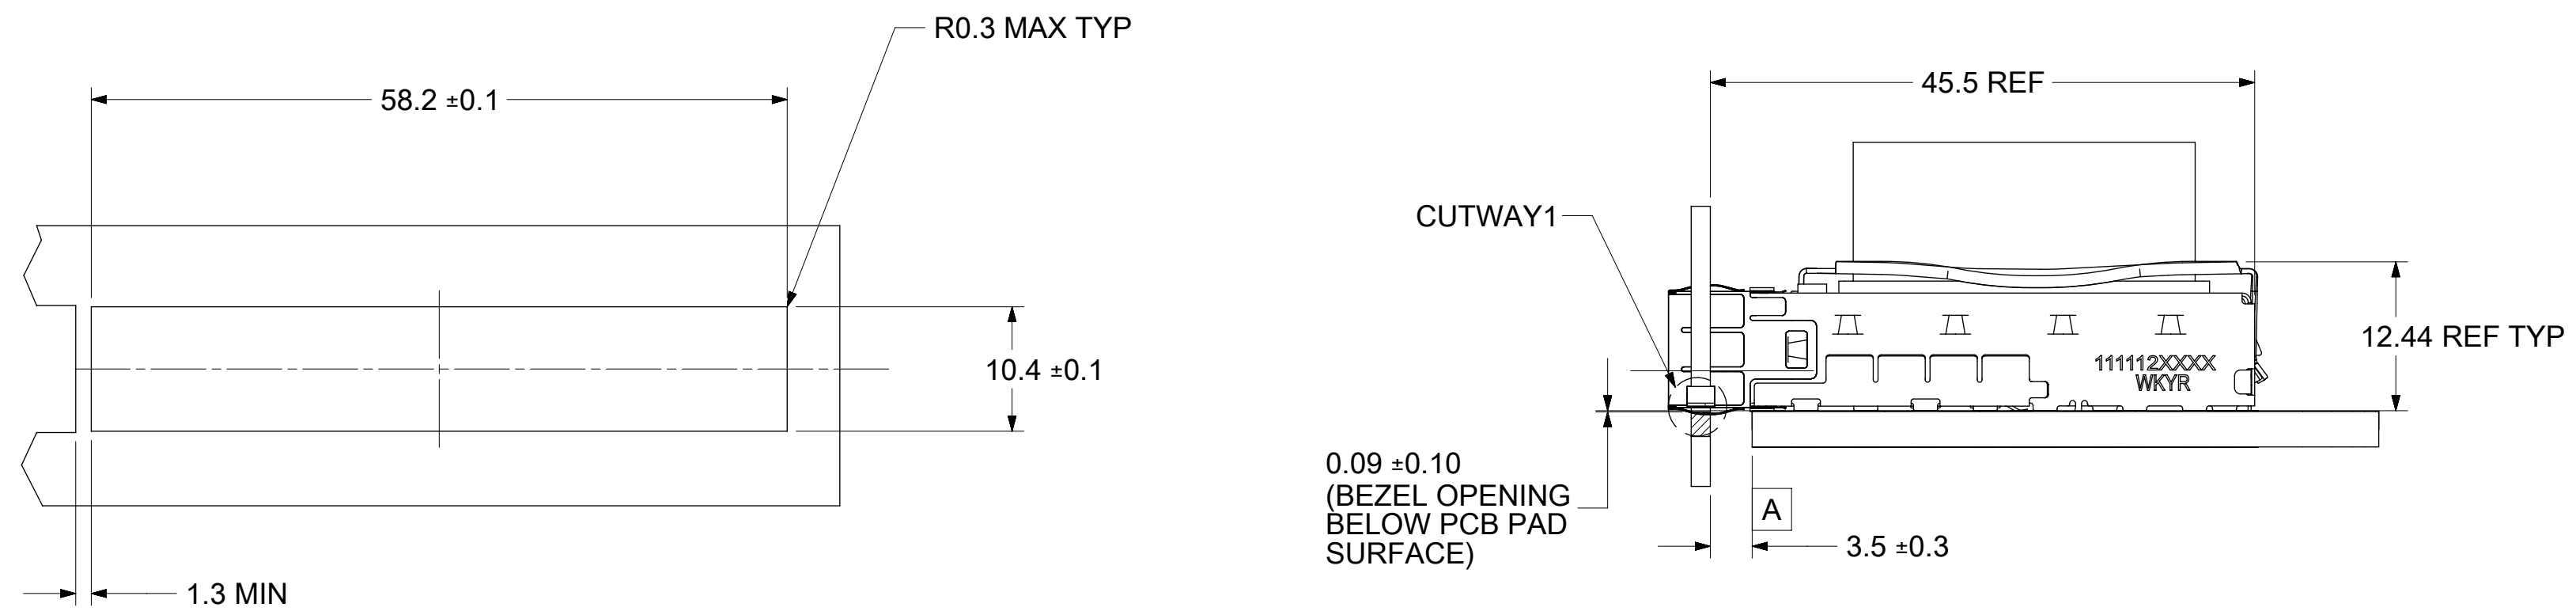 R0.3 MAX TYP
58.2 ±0.1
10.4 ±0.1
1.3 MIN
45.5 REF
CUTWAY1
12.44 REF TYP
111112XXXX
WKYR
0.09 ±0.10
(BEZEL OPENING
BELOW PCB PAD
SURFACE)
A
3.5 ±0.3